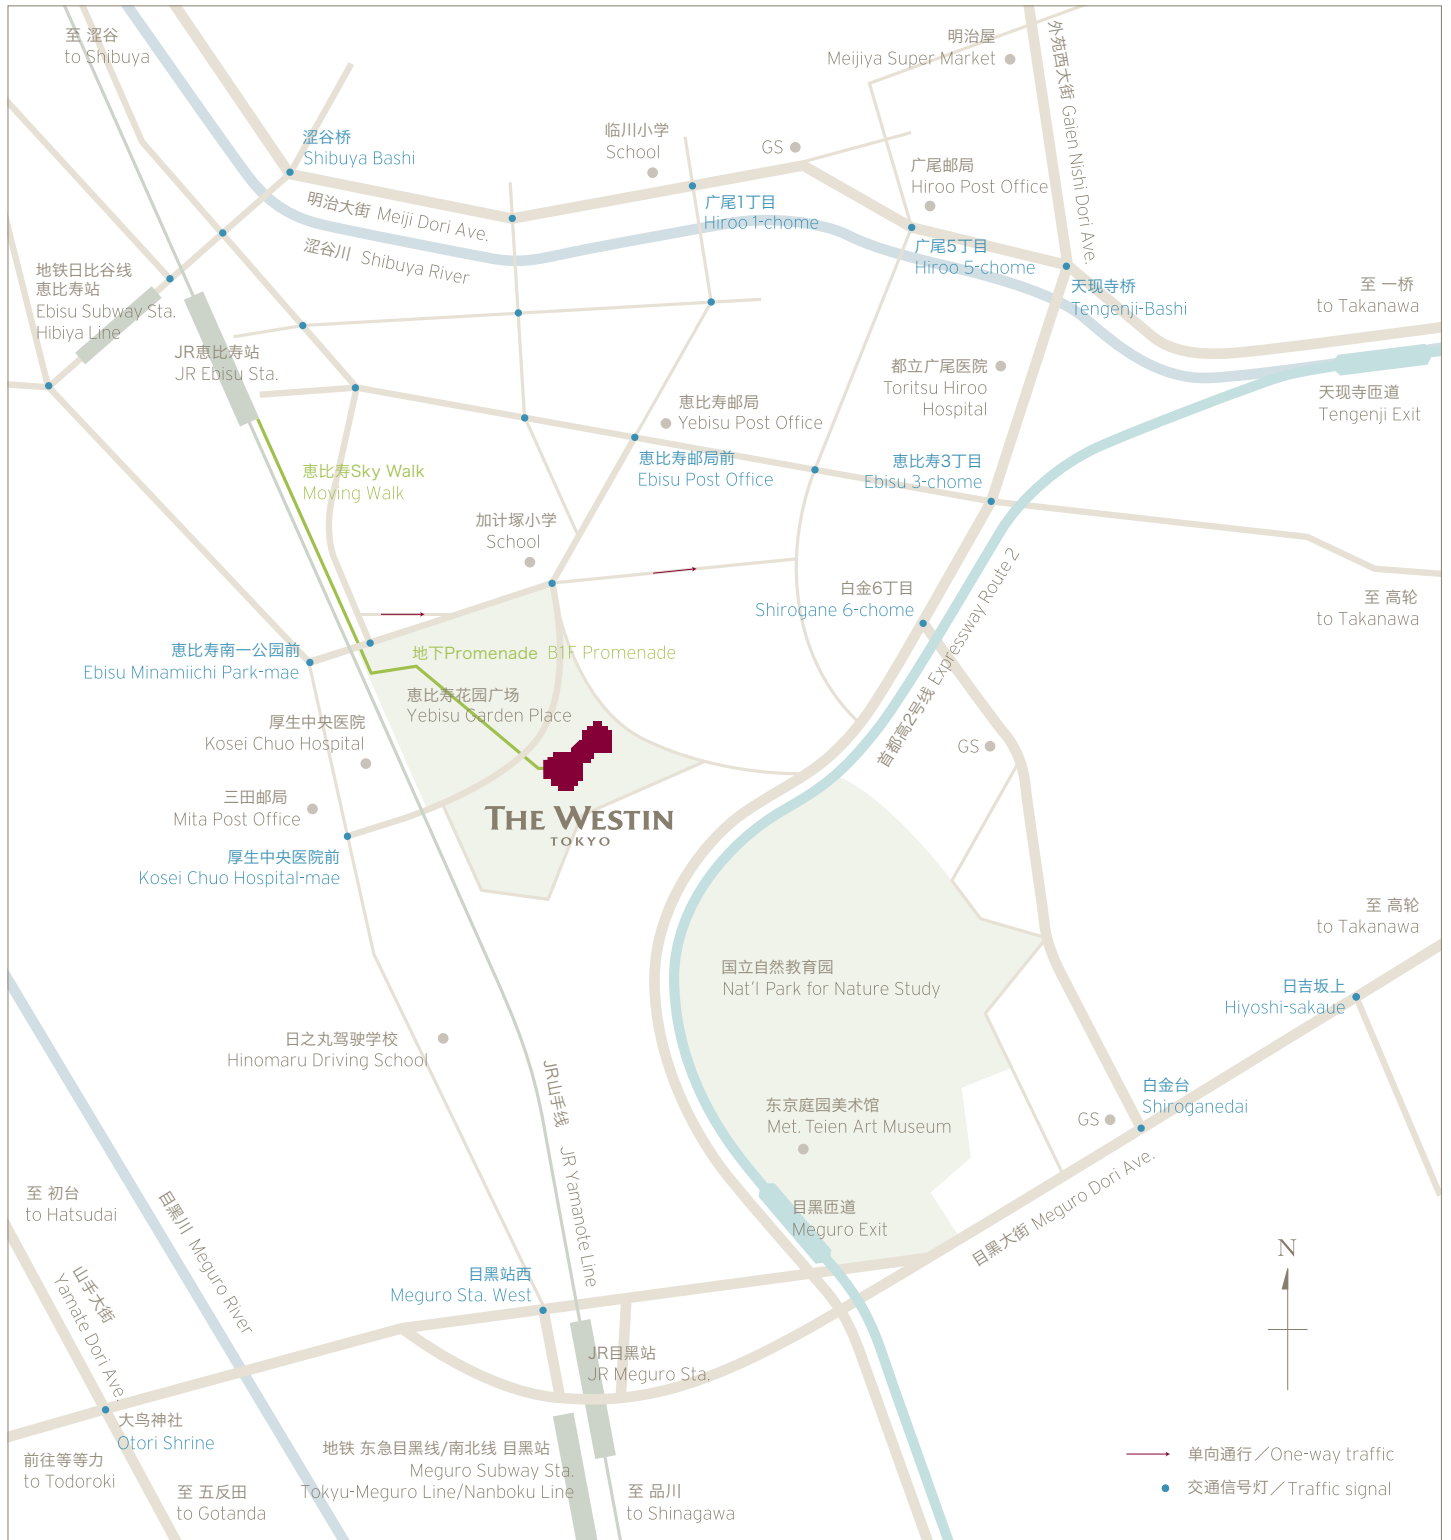 至 涩谷
to Shibuya
明治屋
Meijiya Super Market
外苑西大街 Gaien Nishi Dori Ave.
涩谷桥
Shibuya Bashi
临川小学
School
GS
广尾邮局
Hiroo Post Office
明治大街 Meiji Dori Ave.
广尾1丁目
Hiroo 1-chome
涩谷川 Shibuya River
广尾5丁目
Hiroo 5-chome
地铁日比谷线
恵比寿站
Ebisu Subway Sta.
Hibiya Line
天现寺桥
Tengenji-Bashi
至 一桥
to Takanawa
JR恵比寿站
JR Ebisu Sta.
都立广尾医院
Toritsu Hiroo
Hospital
天现寺匝道
Tengenji Exit
恵比寿邮局
Yebisu Post Office
恵比寿Sky Walk
Moving Walk
恵比寿邮局前
Ebisu Post Office
恵比寿3丁目
Ebisu 3-chome
加计塚小学
School
白金6丁目
Shirogane 6-chome
至 高轮
to Takanawa
首都高2号线 Expressway Route 2
恵比寿南一公园前
Ebisu Minamiichi Park-mae
地下Promenade B1F Promenade
恵比寿花园广场
Yebisu Garden Place
厚生中央医院
Kosei Chuo Hospital
GS
三田邮局
Mita Post Office
THE WESTIN
TOKYO
厚生中央医院前
Kosei Chuo Hospital-mae
至 高轮
to Takanawa
国立自然教育园
Nat'l Park for Nature Study
日吉坂上
Hiyoshi-sakaue
日之丸驾驶学校
Hinomaru Driving School
JR山手线 JR Yamanote Line
白金台
Shiroganedai
东京庭园美术馆
Met. Teien Art Museum
GS
目黑大街 Meguro Dori Ave.
至 初台
to Hatsudai
目黑川 Meguro River
目黑匝道
Meguro Exit
N
山手大街
Yamate Dori Ave.
目黑站西
Meguro Sta. West
JR目黑站
JR Meguro Sta.
大鸟神社
Otori Shrine
前往等等力
to Todoroki
地铁 东急目黑线/南北线 目黑站
Meguro Subway Sta.
Tokyu-Meguro Line/Nanboku Line
至 五反田
to Gotanda
至 品川
to Shinagawa
单向通行／One-way traffic
交通信号灯／Traffic signal